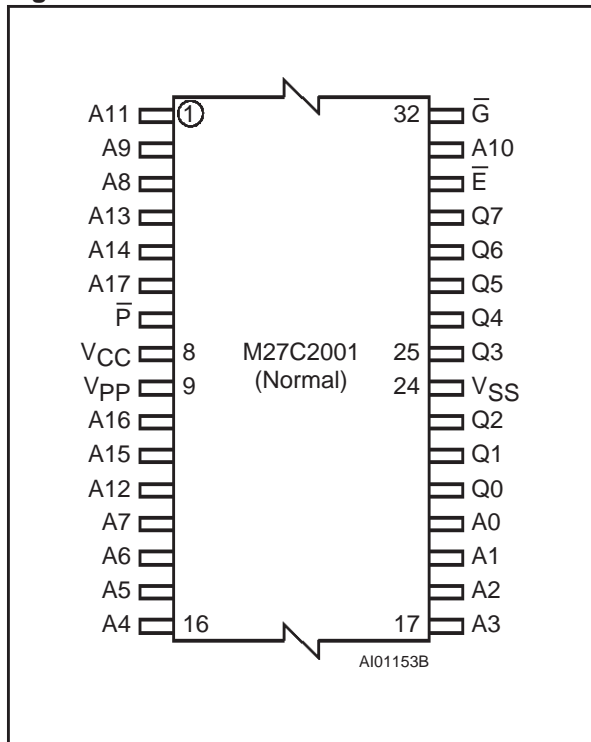 A11 1 32 G̅
A9 A10
A8 E̅
A13 Q7
A14 Q6
A17 Q5
P̅ Q4
VCC 8 M27C2001 25 Q3
VPP 9 (Normal) 24 VSS
A16 Q2
A15 Q1
A12 Q0
A7 A0
A6 A1
A5 A2
A4 16 17 A3
AI01153B